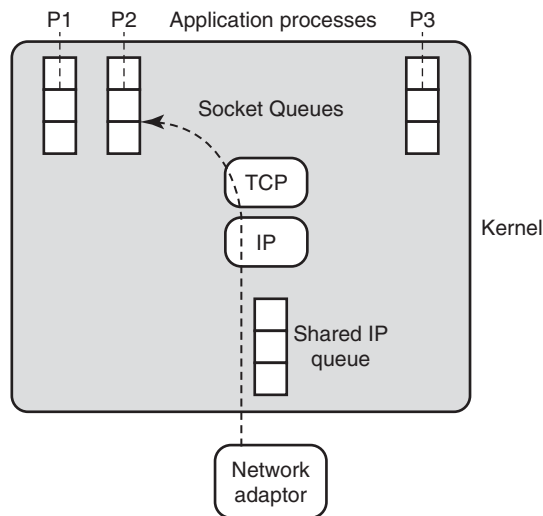 P1 P2 Application processes P3
Socket Queues
TCP
IP
Kernel
Shared IP
queue
Network
adaptor